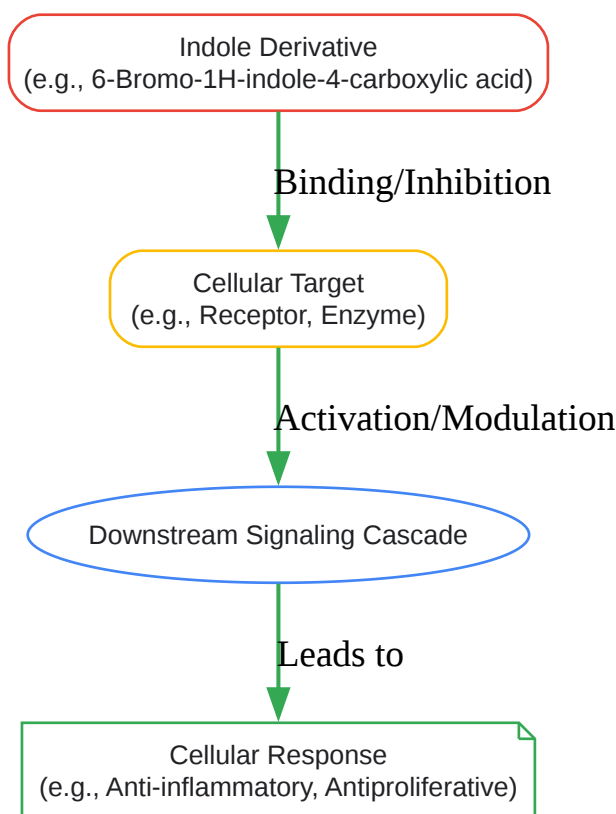 Indole Derivative
(e.g., 6-Bromo-1H-indole-4-carboxylic acid)
Binding/Inhibition
Cellular Target
(e.g., Receptor, Enzyme)
Activation/Modulation
Downstream Signaling Cascade
Leads to
Cellular Response
(e.g., Anti-inflammatory, Antiproliferative)